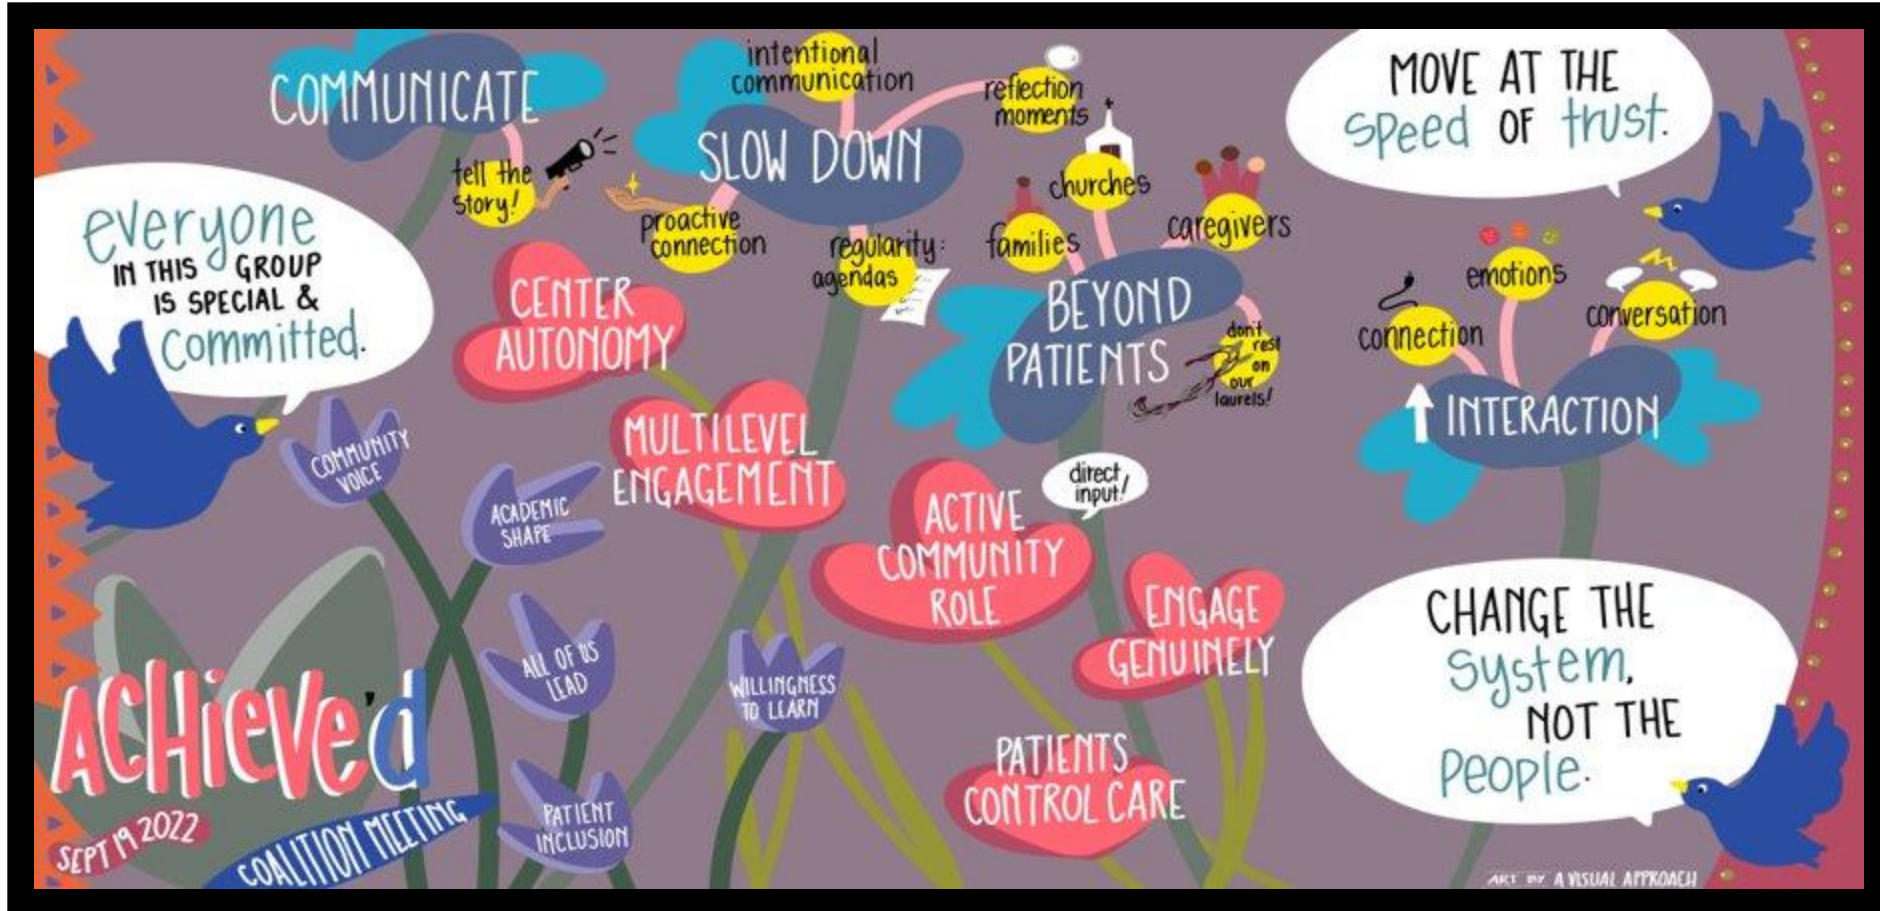 COMMUNICATE
tell the
story!
intentional
communication
reflection
moments
SLOW DOWN
proactive
connection
regularity:
agendas
families
churches
caregivers
BEYOND
PATIENTS
don't
rest
on
our
laurels!
MOVE AT THE
speed OF trust.
everyone
IN THIS GROUP
IS SPECIAL &
committed.
connection
emotions
conversation
INTERACTION
CENTER
AUTONOMY
MULTILEVEL
ENGAGEMENT
ACTIVE
COMMUNITY
ROLE
direct
input!
ENGAGE
GENUINELY
PATIENTS
CONTROL CARE
COMMUNITY
VOICE
ACADEMIC
SHAPE
ALL OF US
LEAD
WILLINGNESS
TO LEARN
PATIENT
INCLUSION
CHANGE THE
system,
NOT THE
People.
ACHieVe'd
SEPT 19 2022
COALITION MEETING
ART BY A VISUAL APPROACH